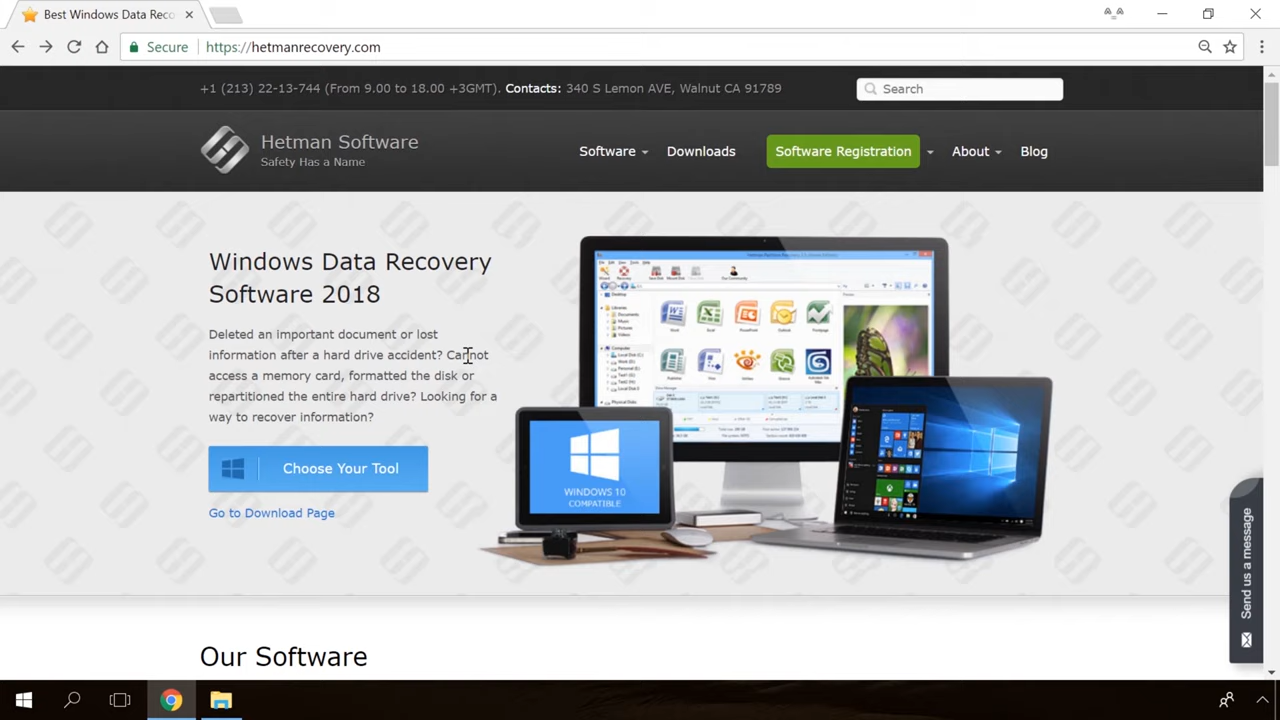 Best Windows Data Reco
Secure
https://hetmanrecovery.com
+1 (213) 22-13-744 (From 9.00 to 18.00 +3GMT). Contacts: 340 S Lemon AVE, Walnut CA 91789
Search
Hetman Software
Safety Has a Name
Software
Downloads
Software Registration
About
Blog
Windows Data Recovery
Software 2018
Deleted an important document or lost
information after a hard drive accident? Cannot
access a memory card, formatted the disk or
repartitioned the entire hard drive? Looking for a
way to recover information?
Choose Your Tool
Go to Download Page
WINDOWS 10
COMPATIBLE
Send us a message
Our Software